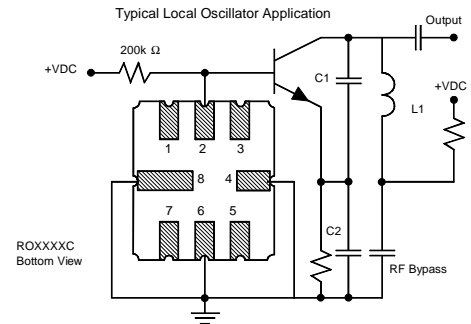 Typical Local Oscillator Application
Output
200k Ω
+VDC
C1
+VDC
L1
1 2 3
8 4
7 6 5
C2
ROXXXXC
Bottom View
RF Bypass